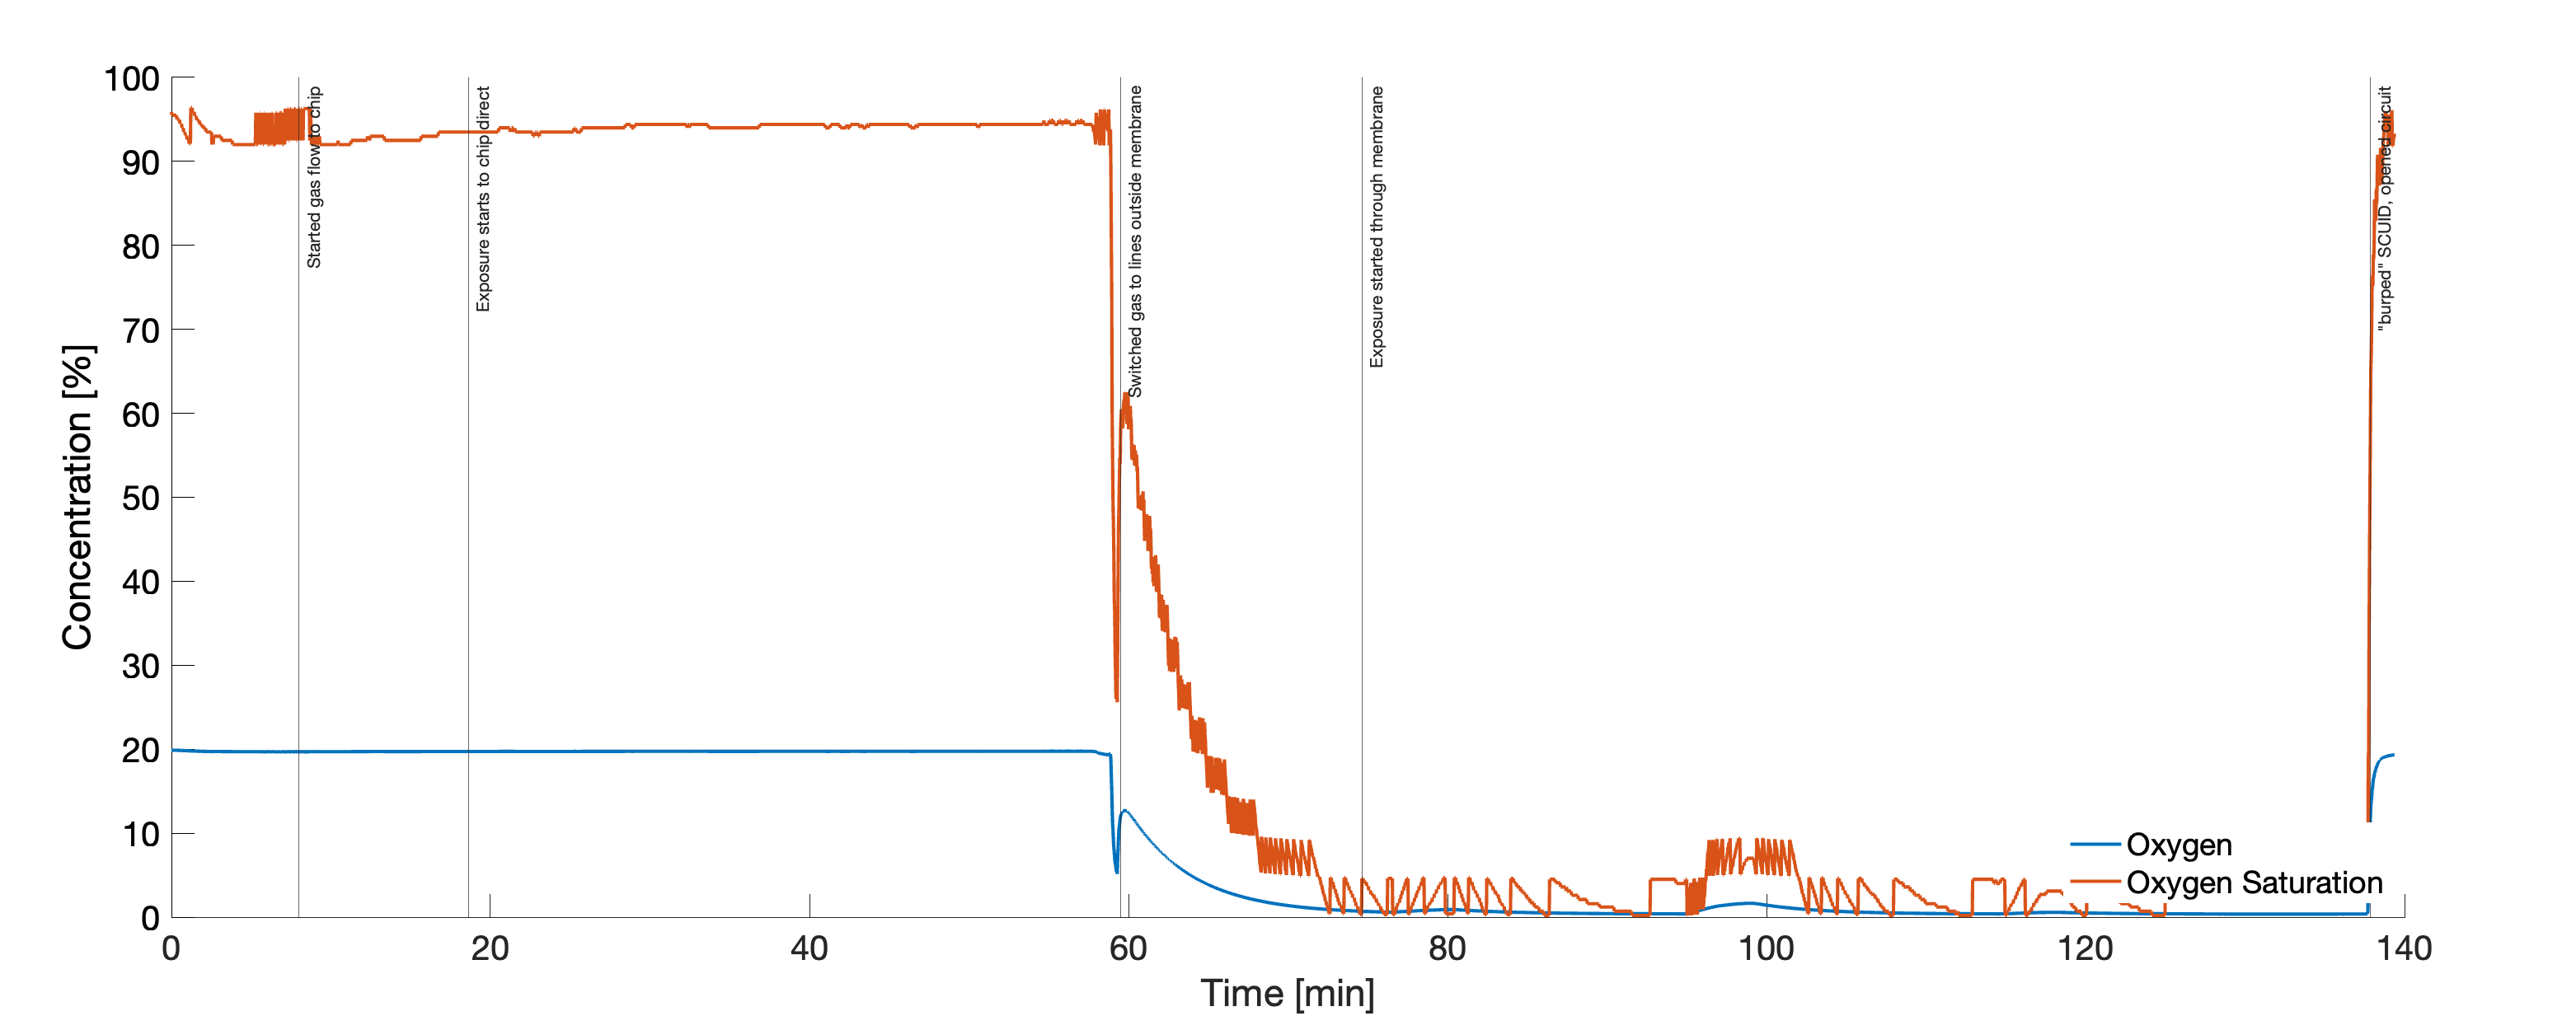 100
90
80
70
60
50
40
30
20
10
0
Concentration [%]
Started gas flow to chip
Exposure starts to chip direct
Switched gas to lines outside membrane
Exposure started through membrane
"burped" SCUID, opened circuit
Oxygen
Oxygen Saturation
0 20 40 60 80 100 120 140
Time [min]